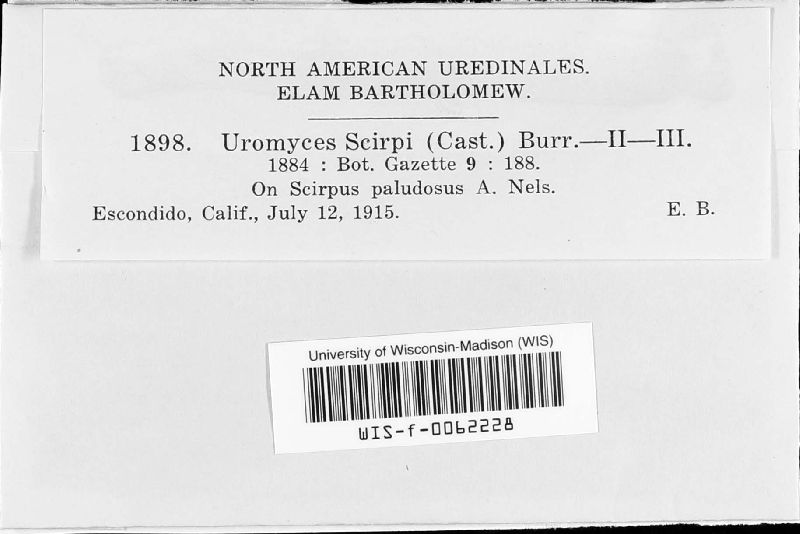 NORTH AMERICAN UREDINALES.
ELAM BARTHOLOMEW.
1898. Uromyces Scirpi (Cast.) Burr.—II—III.
1884 : Bot. Gazette 9 : 188.
On Scirpus paludosus A. Nels.
Escondido, Calif., July 12, 1915. E. B.
University of Wisconsin-Madison (WIS)
WIS-f-0062228